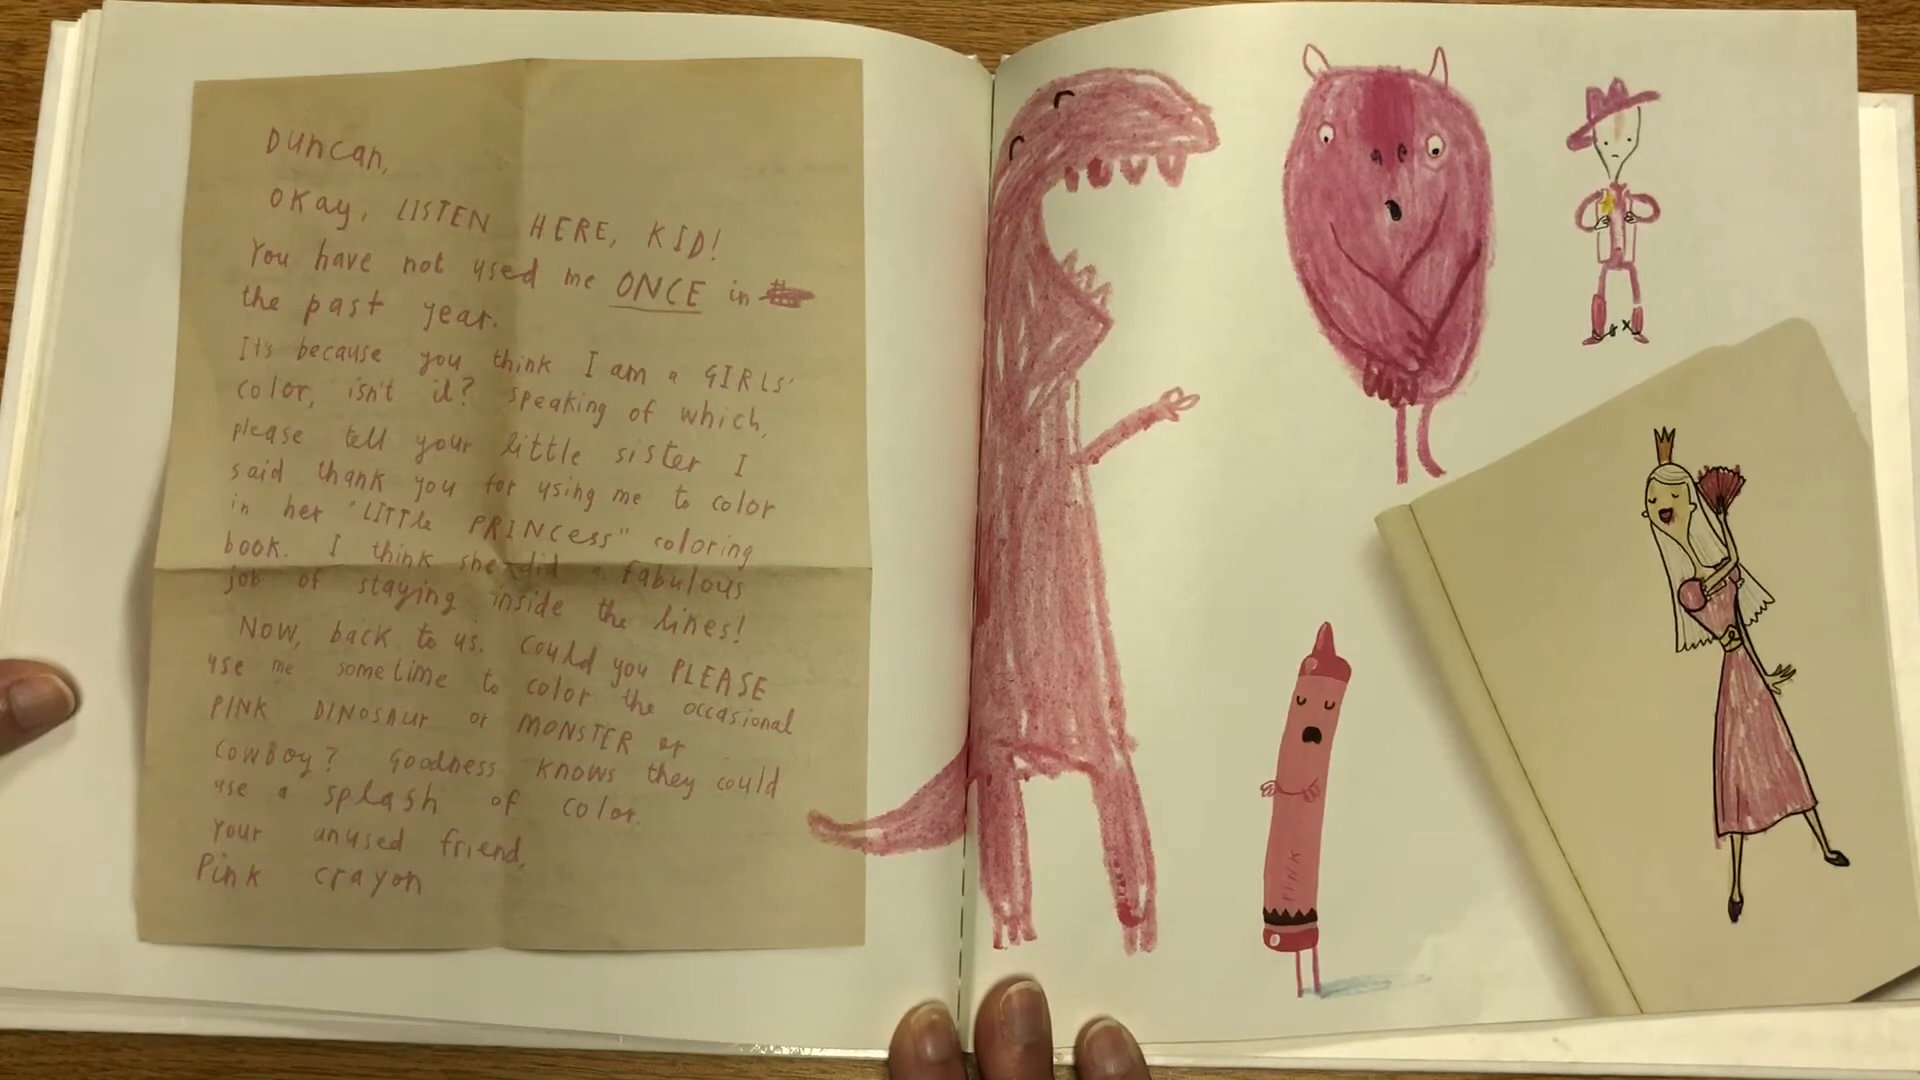 Duncan,
Okay, LISTEN HERE, KID!
You have not used me ONCE in
the past year.
It's because you think I am a GIRLS'
color, isn't it? Speaking of which,
please tell your little sister I
said thank you for using me to color
in her "LITTle PRINCess" coloring
book. I think she did a fabulous
job of staying inside the lines!
Now, back to us. Could you PLEASE
use me sometime to color the occasional
PINK DINOSAUR or MONSTER or
COWBOY? Goodness knows they could
use a splash of color.
Your unused friend,
Pink crayon
PINK